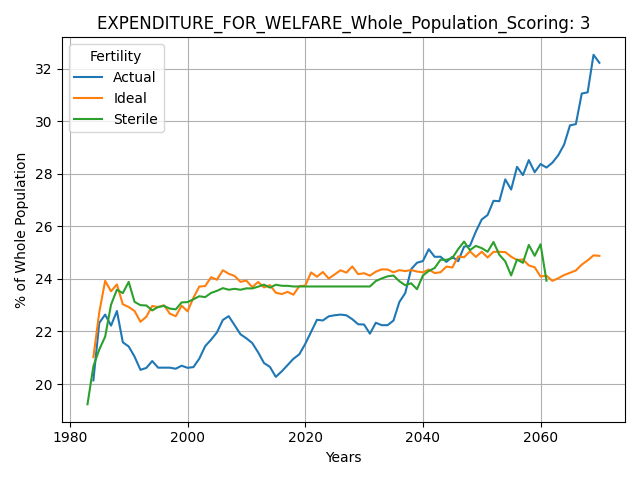 EXPENDITURE_FOR_WELFARE_Whole_Population_Scoring: 3
Fertility
Actual
Ideal
Sterile
% of Whole Population
32
30
28
26
24
22
20
1980
2000
2020
2040
2060
Years